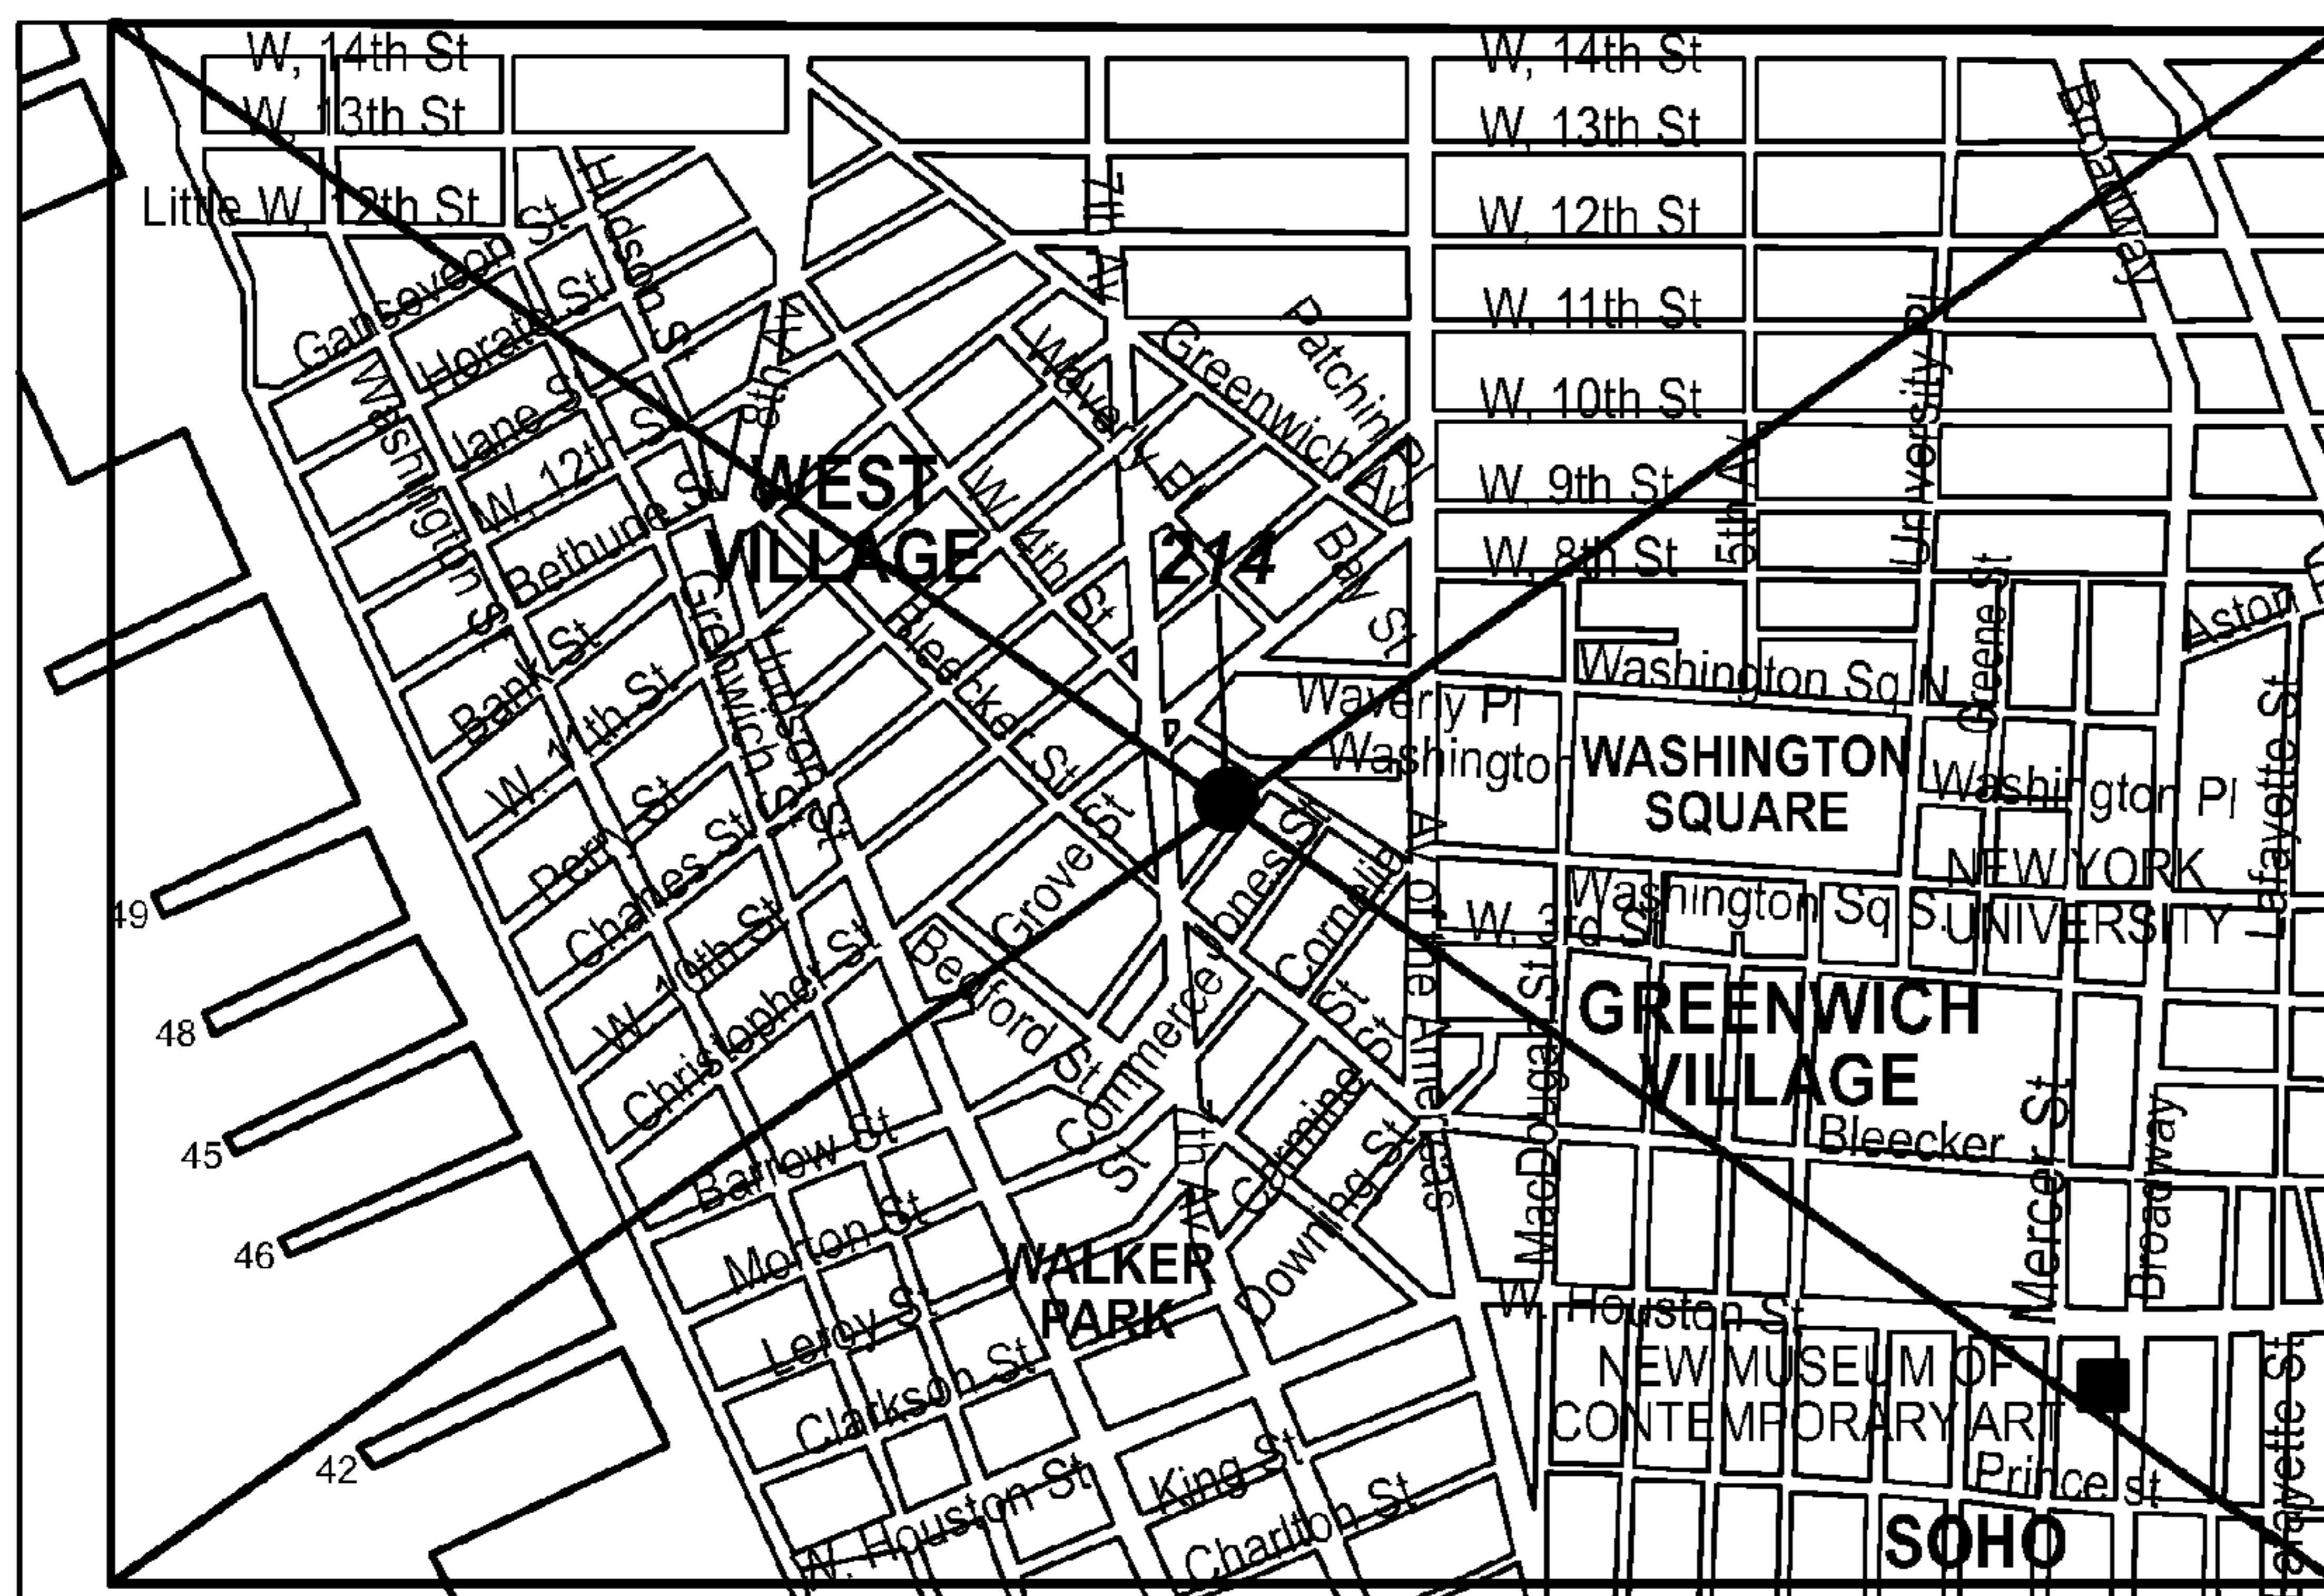 W, 14th St
W, 14th St
W, 13th St
W, 13th St
Little W, 12th St
W, 12th St
7th Av
Broadway
Hudson St
Gansevoort St
Horatio St
W, 11th St
Patchin Pl
Greenwich Av
Waverly Pl
8th Av
Jane St
W, 10th St
University Pl
Washington St
W, 12th St
WEST
VILLAGE
W, 9th St
5th Av
W 4th St
214
Bethune St
W, 8th St
Bay St
Greene St
Aston
Greenwich St
Hudson St
Bleecker St
Bank St
Washington Sq N
Waverly Pl
Lafayette St
W. 11th St
Washington
WASHINGTON
SQUARE
Washington Pl
Perry St
Grove St
Jones St
Cornelia St
Charles St
NEW YORK
UNIVERSITY
Washington Sq S.
W. 3rd St
Av of the Americas
49
W. 10th St
Bedford St
Christopher St
Commerce St
GREENWICH
VILLAGE
MacDougal St
48
Barrow St
7th Av
Bleecker
Mercer St
Broadway
45
Downing St
Morton St
46
WALKER
PARK
Leroy St
W. Houston St
NEW MUSEUM OF
CONTEMPORARY ART
Lafayette St
Clarkson St
42
King St
Prince st
W. Houston St
Charlton St
SOHO